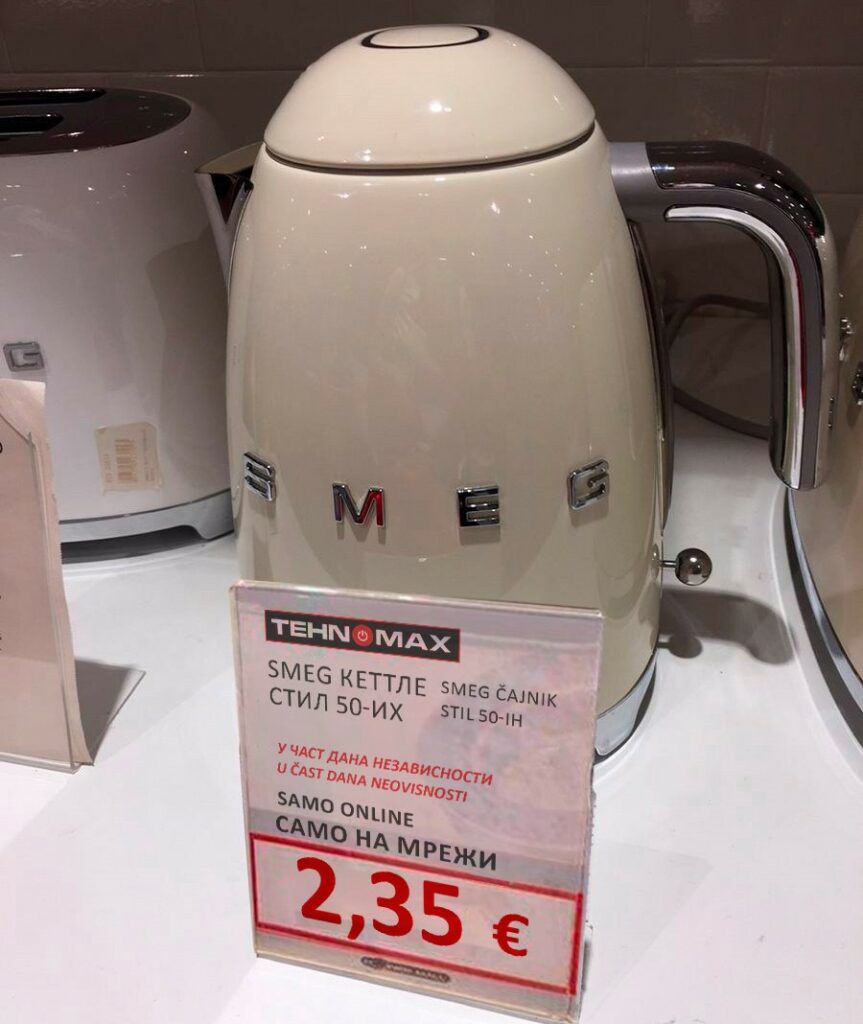 G
SMEG
TEHNOMAX
SMEG КЕТТЛЕ
СТИЛ 50-ИХ
SMEG ČAJNIK
STIL 50-IH
У ЧАСТ ДАНА НЕЗАВИСНОСТИ
U ČAST DANA NEOVISNOSTI
SAMO ONLINE
САМО НА МРЕЖИ
2,35 €